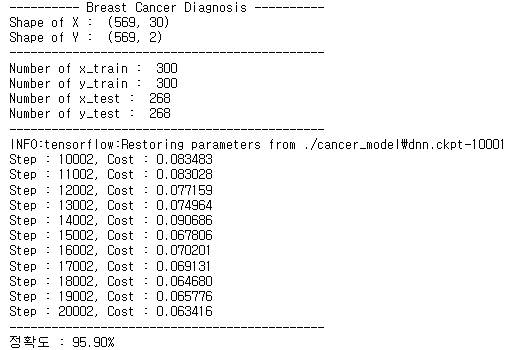 ---------- Breast Cancer Diagnosis ----------
Shape of X :  (569, 30)
Shape of Y :  (569, 2)
---------------------------------------------
Number of x_train :  300
Number of y_train :  300
Number of x_test :  268
Number of y_test :  268
---------------------------------------------
INFO:tensorflow:Restoring parameters from ./cancer_model₩dnn.ckpt-10001
Step : 10002, Cost : 0.083483
Step : 11002, Cost : 0.083028
Step : 12002, Cost : 0.077159
Step : 13002, Cost : 0.074964
Step : 14002, Cost : 0.090686
Step : 15002, Cost : 0.067806
Step : 16002, Cost : 0.070201
Step : 17002, Cost : 0.069131
Step : 18002, Cost : 0.064680
Step : 19002, Cost : 0.065776
Step : 20002, Cost : 0.063416
---------------------------------------------
정확도 : 95.90%